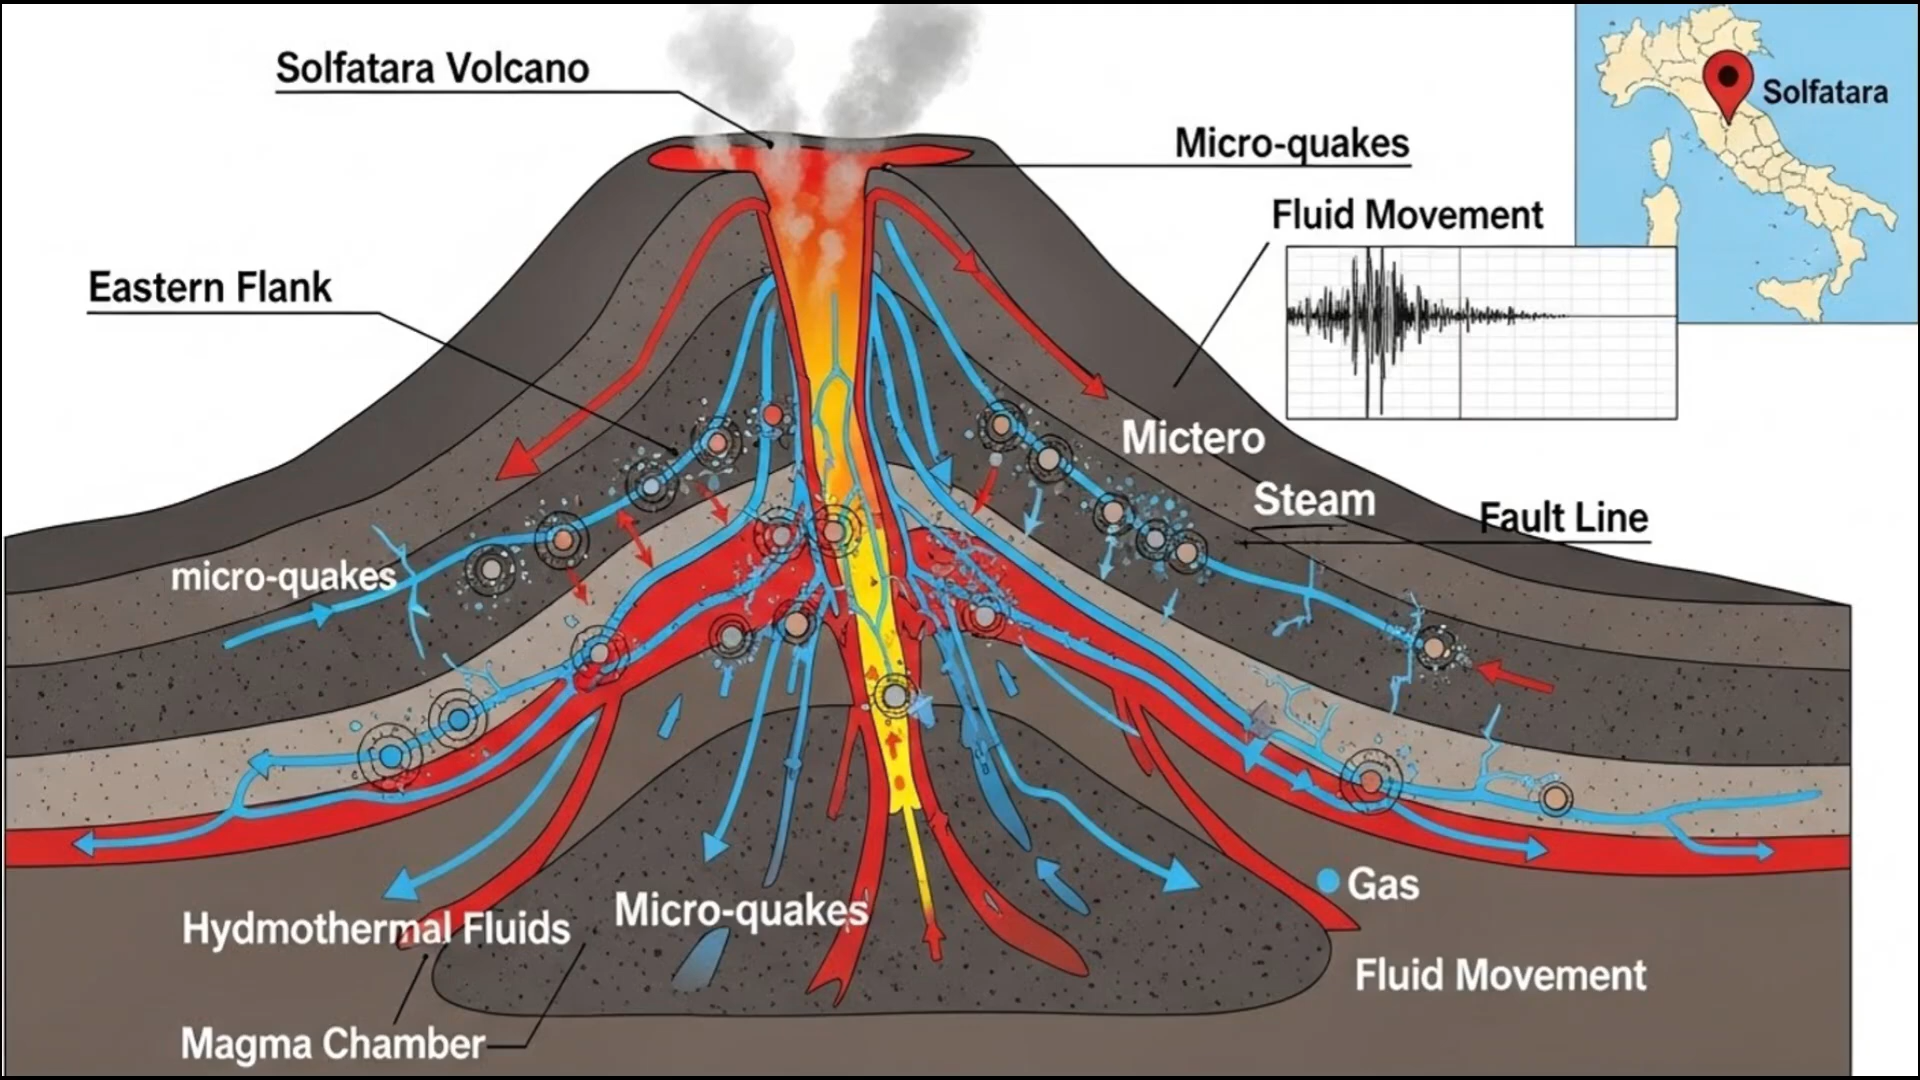 Solfatara Volcano
Solfatara
Micro-quakes
Fluid Movement
Eastern Flank
Mictero
Steam
Fault Line
micro-quakes
Gas
Micro-quakes
Hydmothermal Fluids
Fluid Movement
Magma Chamber